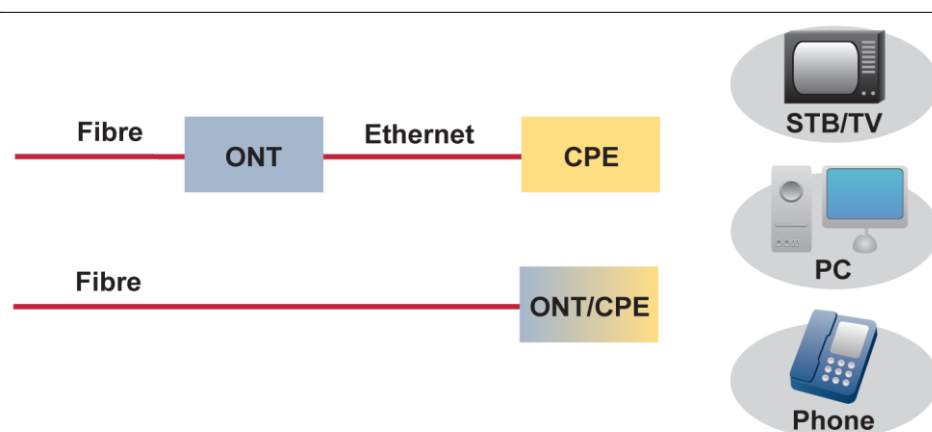 Fibre
ONT
Ethernet
CPE
STB/TV
PC
Fibre
ONT/CPE
Phone